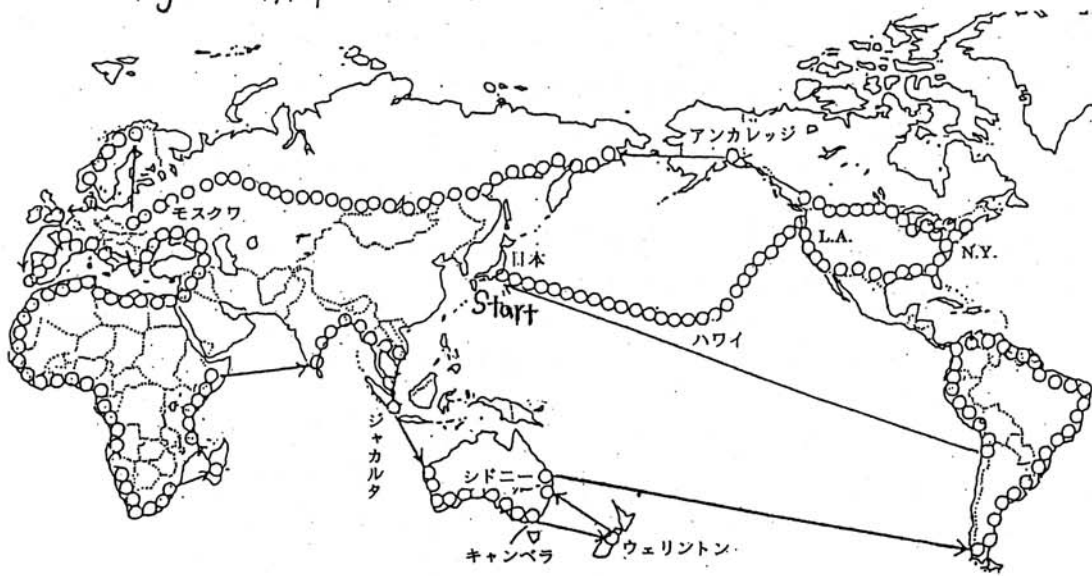 アンカレッジ
モスクワ
L.A.
N.Y.
日本
Start
ハワイ
ジャカルタ
シドニー
キャンベラ
ウェリントン